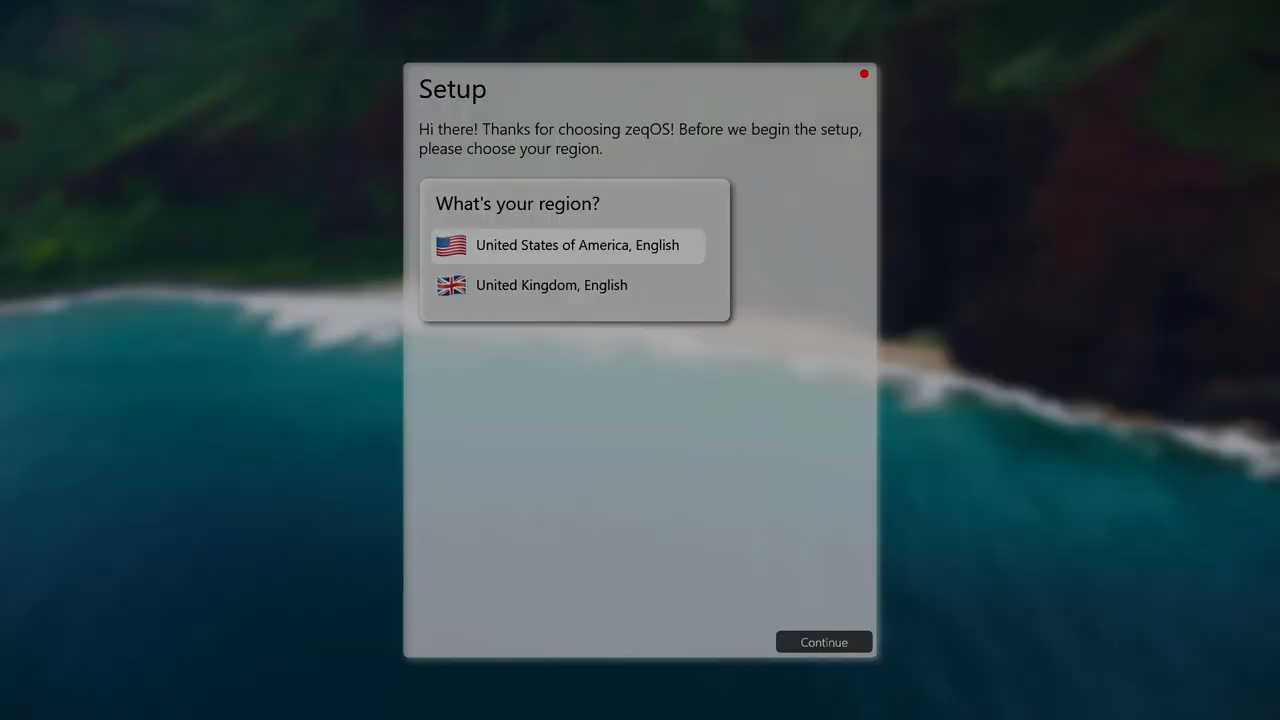 Setup
Hi there! Thanks for choosing zeqOS! Before we begin the setup,
please choose your region.
What's your region?
United States of America, English
United Kingdom, English
Continue